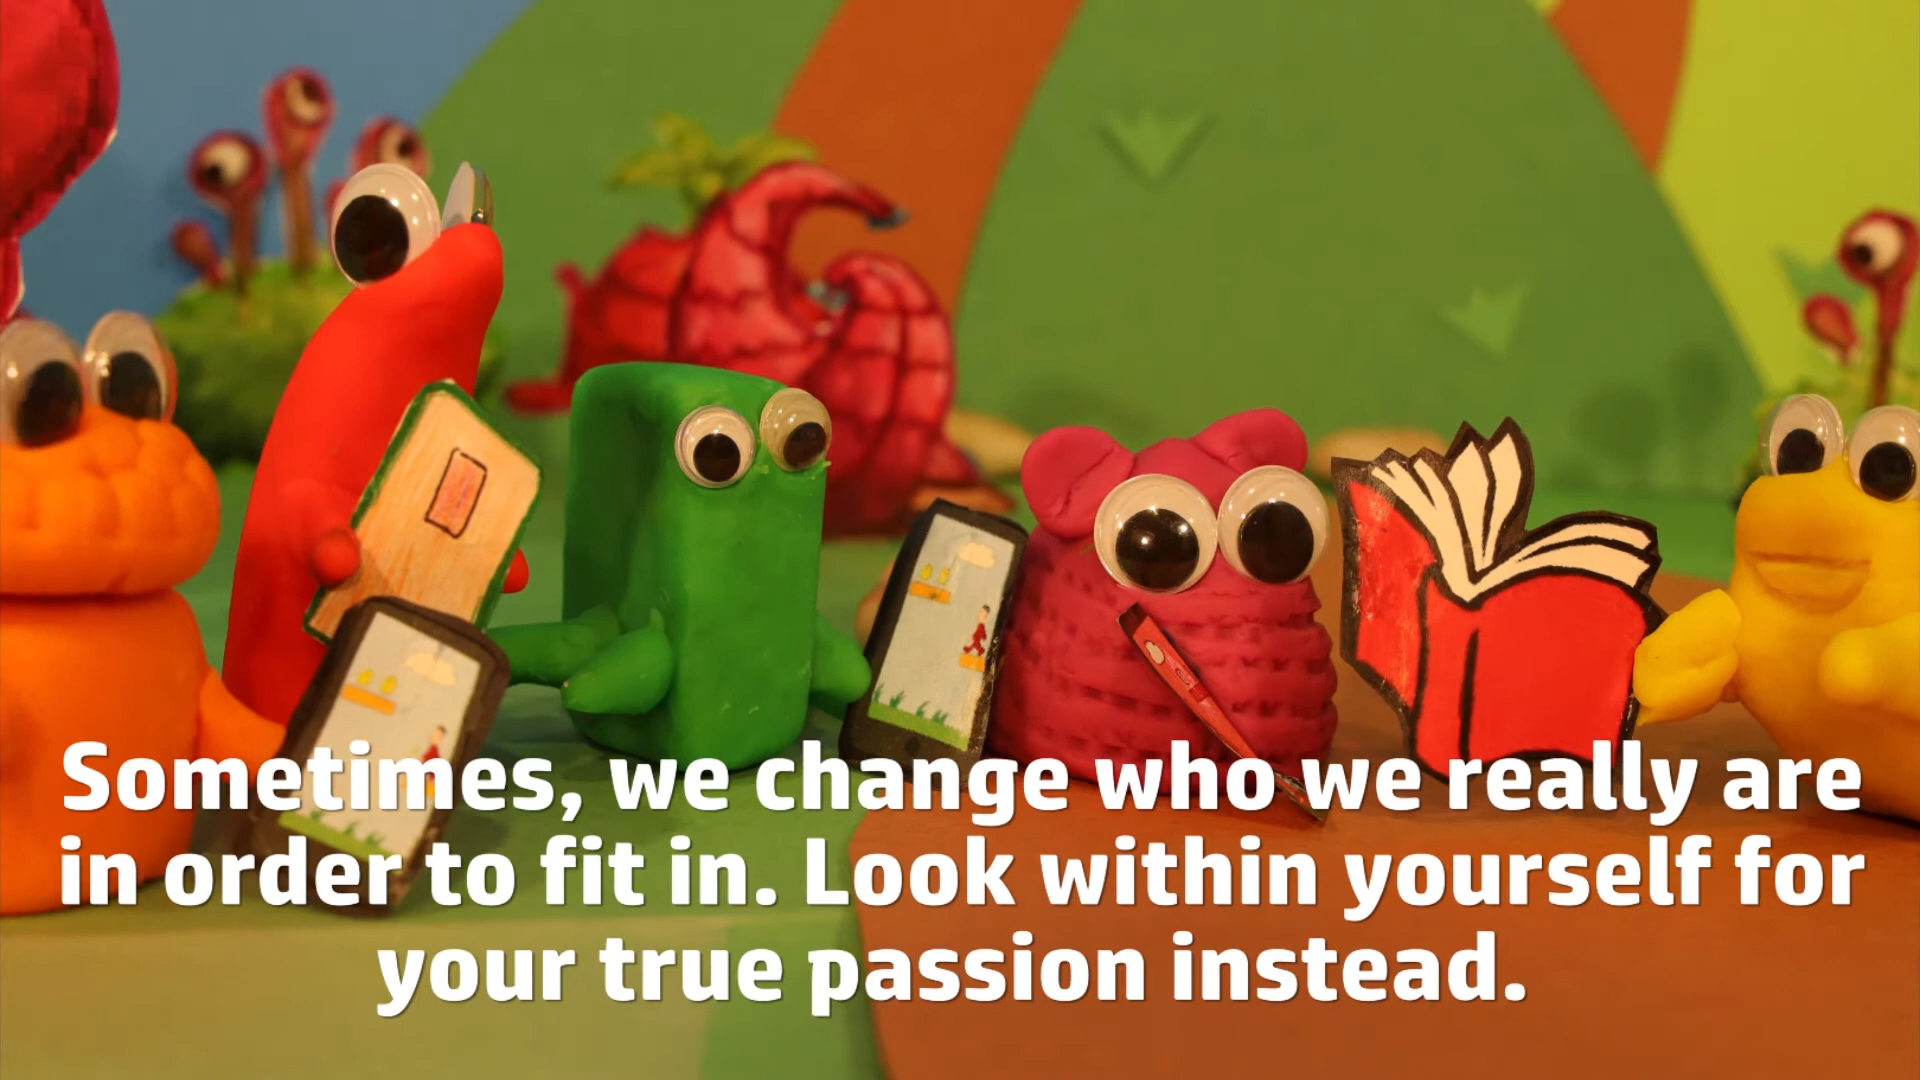 Sometimes, we change who we really are
in order to fit in. Look within yourself for
your true passion instead.